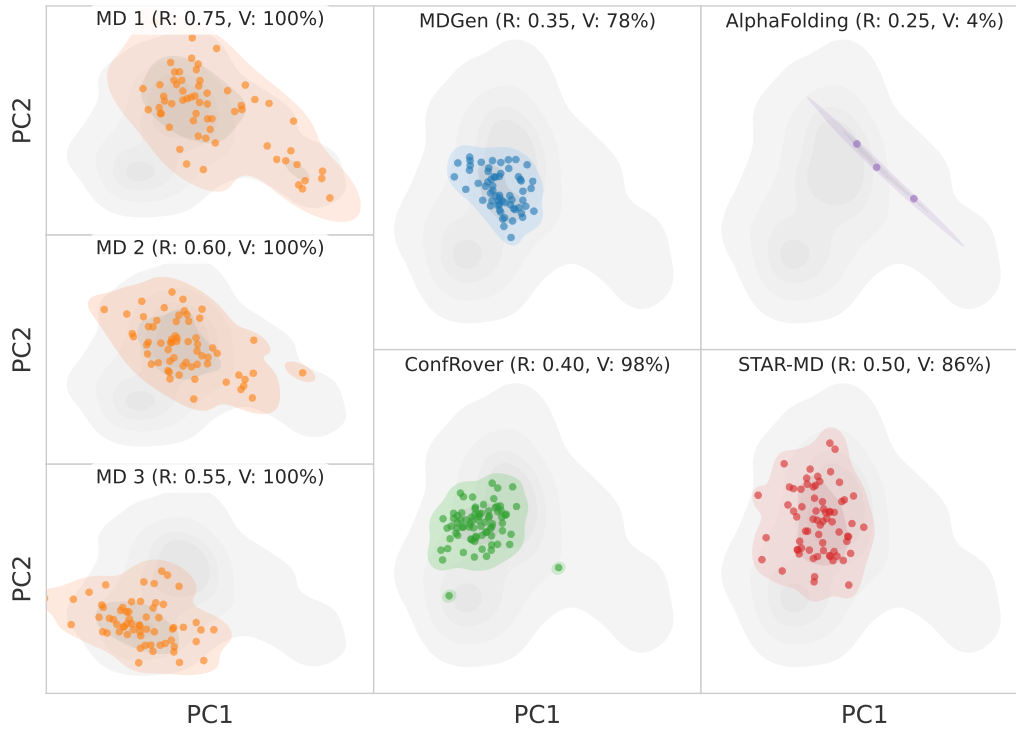 MD 1 (R: 0.75, V: 100%)
PC2
MD 2 (R: 0.60, V: 100%)
PC2
MD 3 (R: 0.55, V: 100%)
PC2
PC1
MDGen (R: 0.35, V: 78%)
ConfRover (R: 0.40, V: 98%)
PC1
AlphaFolding (R: 0.25, V: 4%)
STAR-MD (R: 0.50, V: 86%)
PC1